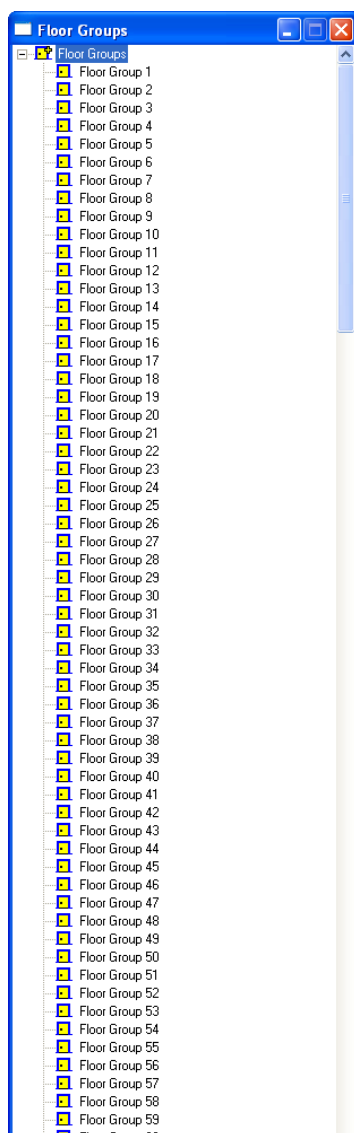 Floor Groups
Floor Groups
Floor Group 1
Floor Group 2
Floor Group 3
Floor Group 4
Floor Group 5
Floor Group 6
Floor Group 7
Floor Group 8
Floor Group 9
Floor Group 10
Floor Group 11
Floor Group 12
Floor Group 13
Floor Group 14
Floor Group 15
Floor Group 16
Floor Group 17
Floor Group 18
Floor Group 19
Floor Group 20
Floor Group 21
Floor Group 22
Floor Group 23
Floor Group 24
Floor Group 25
Floor Group 26
Floor Group 27
Floor Group 28
Floor Group 29
Floor Group 30
Floor Group 31
Floor Group 32
Floor Group 33
Floor Group 34
Floor Group 35
Floor Group 36
Floor Group 37
Floor Group 38
Floor Group 39
Floor Group 40
Floor Group 41
Floor Group 42
Floor Group 43
Floor Group 44
Floor Group 45
Floor Group 46
Floor Group 47
Floor Group 48
Floor Group 49
Floor Group 50
Floor Group 51
Floor Group 52
Floor Group 53
Floor Group 54
Floor Group 55
Floor Group 56
Floor Group 57
Floor Group 58
Floor Group 59